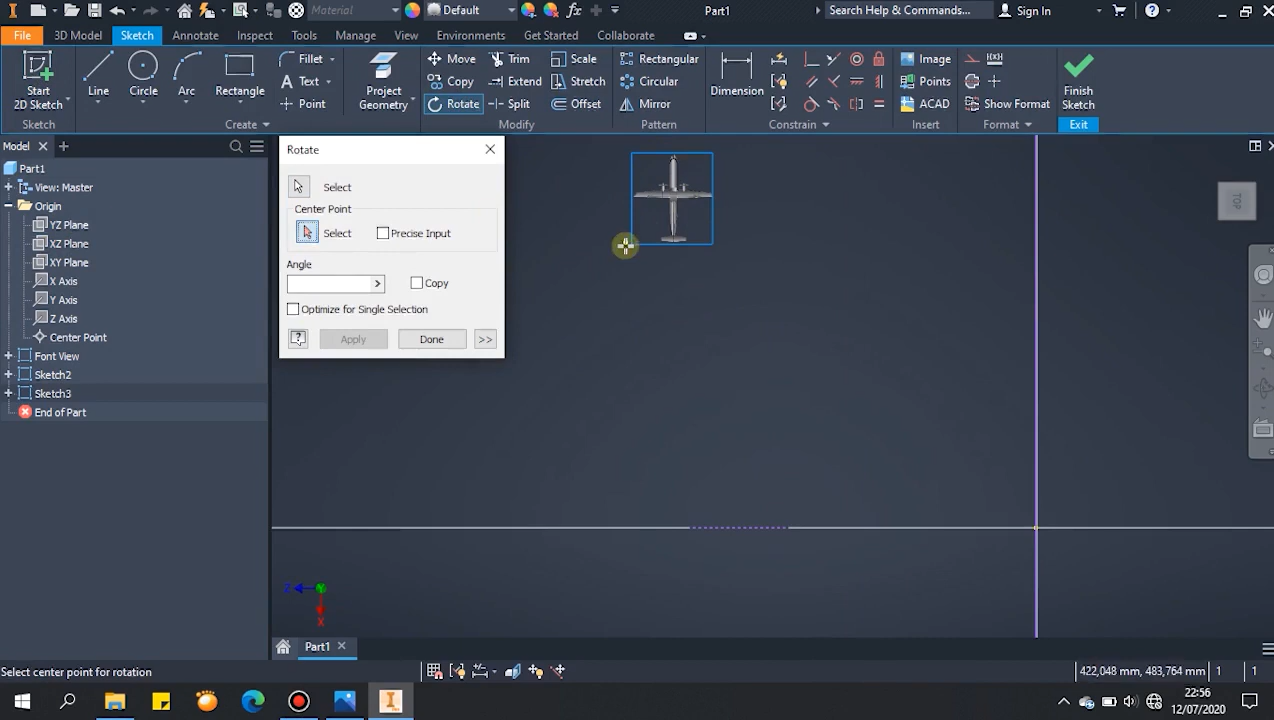 Material
Default
fx
Part1
Search Help & Commands...
Sign In
File
3D Model
Sketch
Annotate
Inspect
Tools
Manage
View
Environments
Get Started
Collaborate
Start
2D Sketch
Line
Circle
Arc
Rectangle
Fillet
Text
Point
Project
Geometry
Move
Copy
Rotate
Trim
Extend
Split
Scale
Stretch
Offset
Rectangular
Circular
Mirror
Dimension
Image
Points
ACAD
Show Format
Finish
Sketch
Sketch
Create
Modify
Pattern
Constrain
Insert
Format
Exit
Model
Part1
View: Master
Origin
YZ Plane
XZ Plane
XY Plane
X Axis
Y Axis
Z Axis
Center Point
Font View
Sketch2
Sketch3
End of Part
Rotate
Select
Center Point
Select
Precise Input
Angle
Copy
Optimize for Single Selection
Apply
Done
>>
TOP
Z
X
Part1
Select center point for rotation
422,048 mm, 483,764 mm
1
1
22:56
12/07/2020